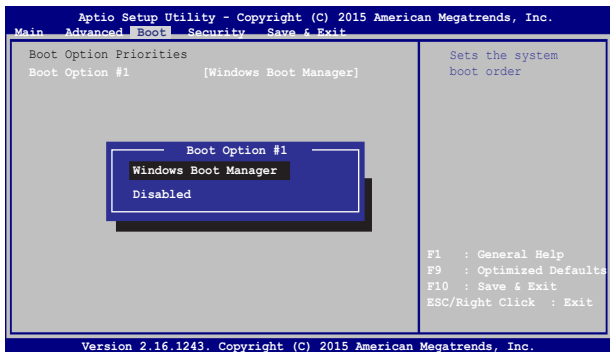 Aptio Setup Utility - Copyright (C) 2015 American Megatrends, Inc.
Main Advanced Boot Security Save & Exit
Boot Option Priorities
Boot Option #1 [Windows Boot Manager]
Sets the system
boot order
Boot Option #1
Windows Boot Manager
Disabled
F1 : General Help
F9 : Optimized Defaults
F10 : Save & Exit
ESC/Right Click : Exit
Version 2.16.1243. Copyright (C) 2015 American Megatrends, Inc.